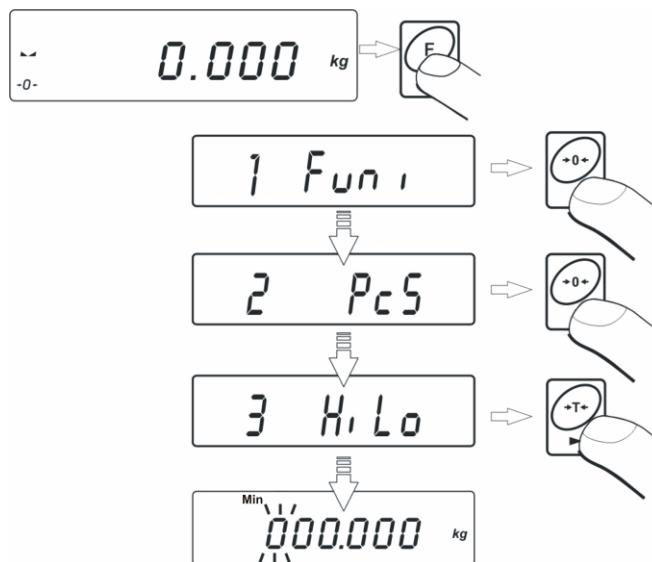 0.000 kg
-0-
F
1 Funi
→0←
2 PcS
→0←
3 HiLo
→T←
Min
000.000 kg